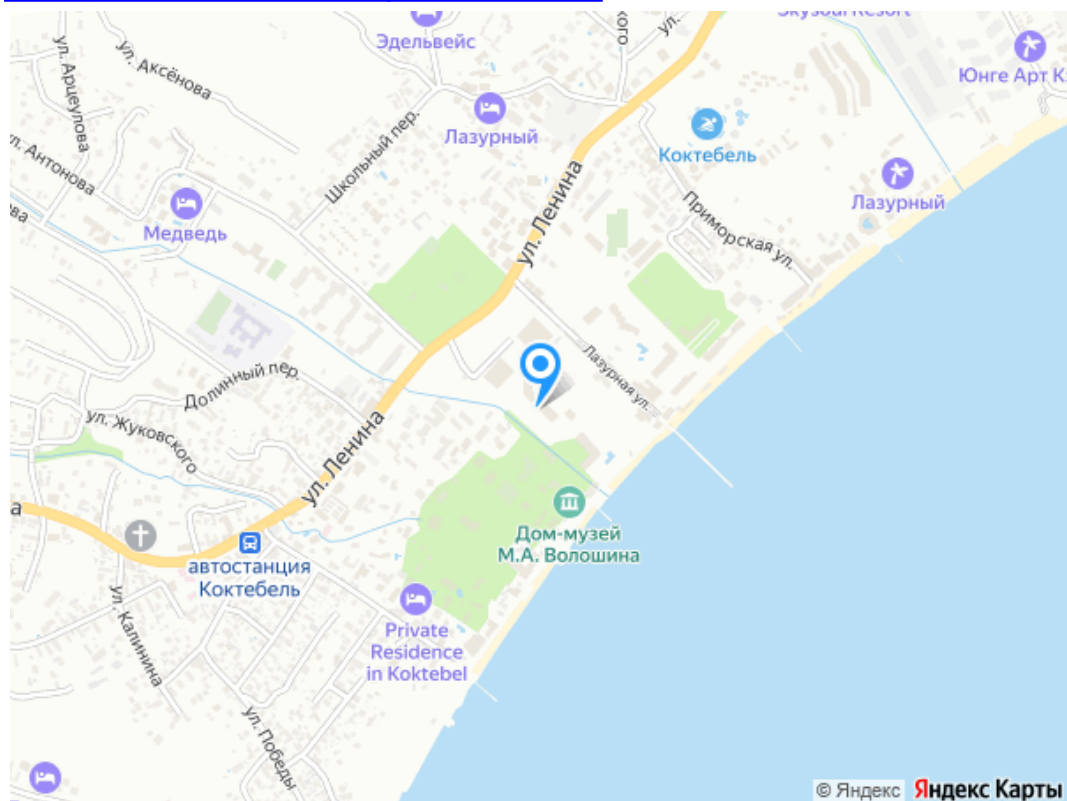 Skysoul Resort
Эдельвейс
ул. Аксёнова
ул. Арцеулова
Юнге Арт К
Лазурный
Коктебель
Школьный пер.
ул. Антонова
Лазурный
Медведь
ул. Ленина
Приморская ул.
Лазурная ул.
Долинный пер.
ул. Жуковского
ул. Ленина
Дом-музей
М.А. Волошина
автостанция
Коктебель
Private
Residence
in Koktebel
ул. Калинина
ул. Победы
© Яндекс Яндекс Карты